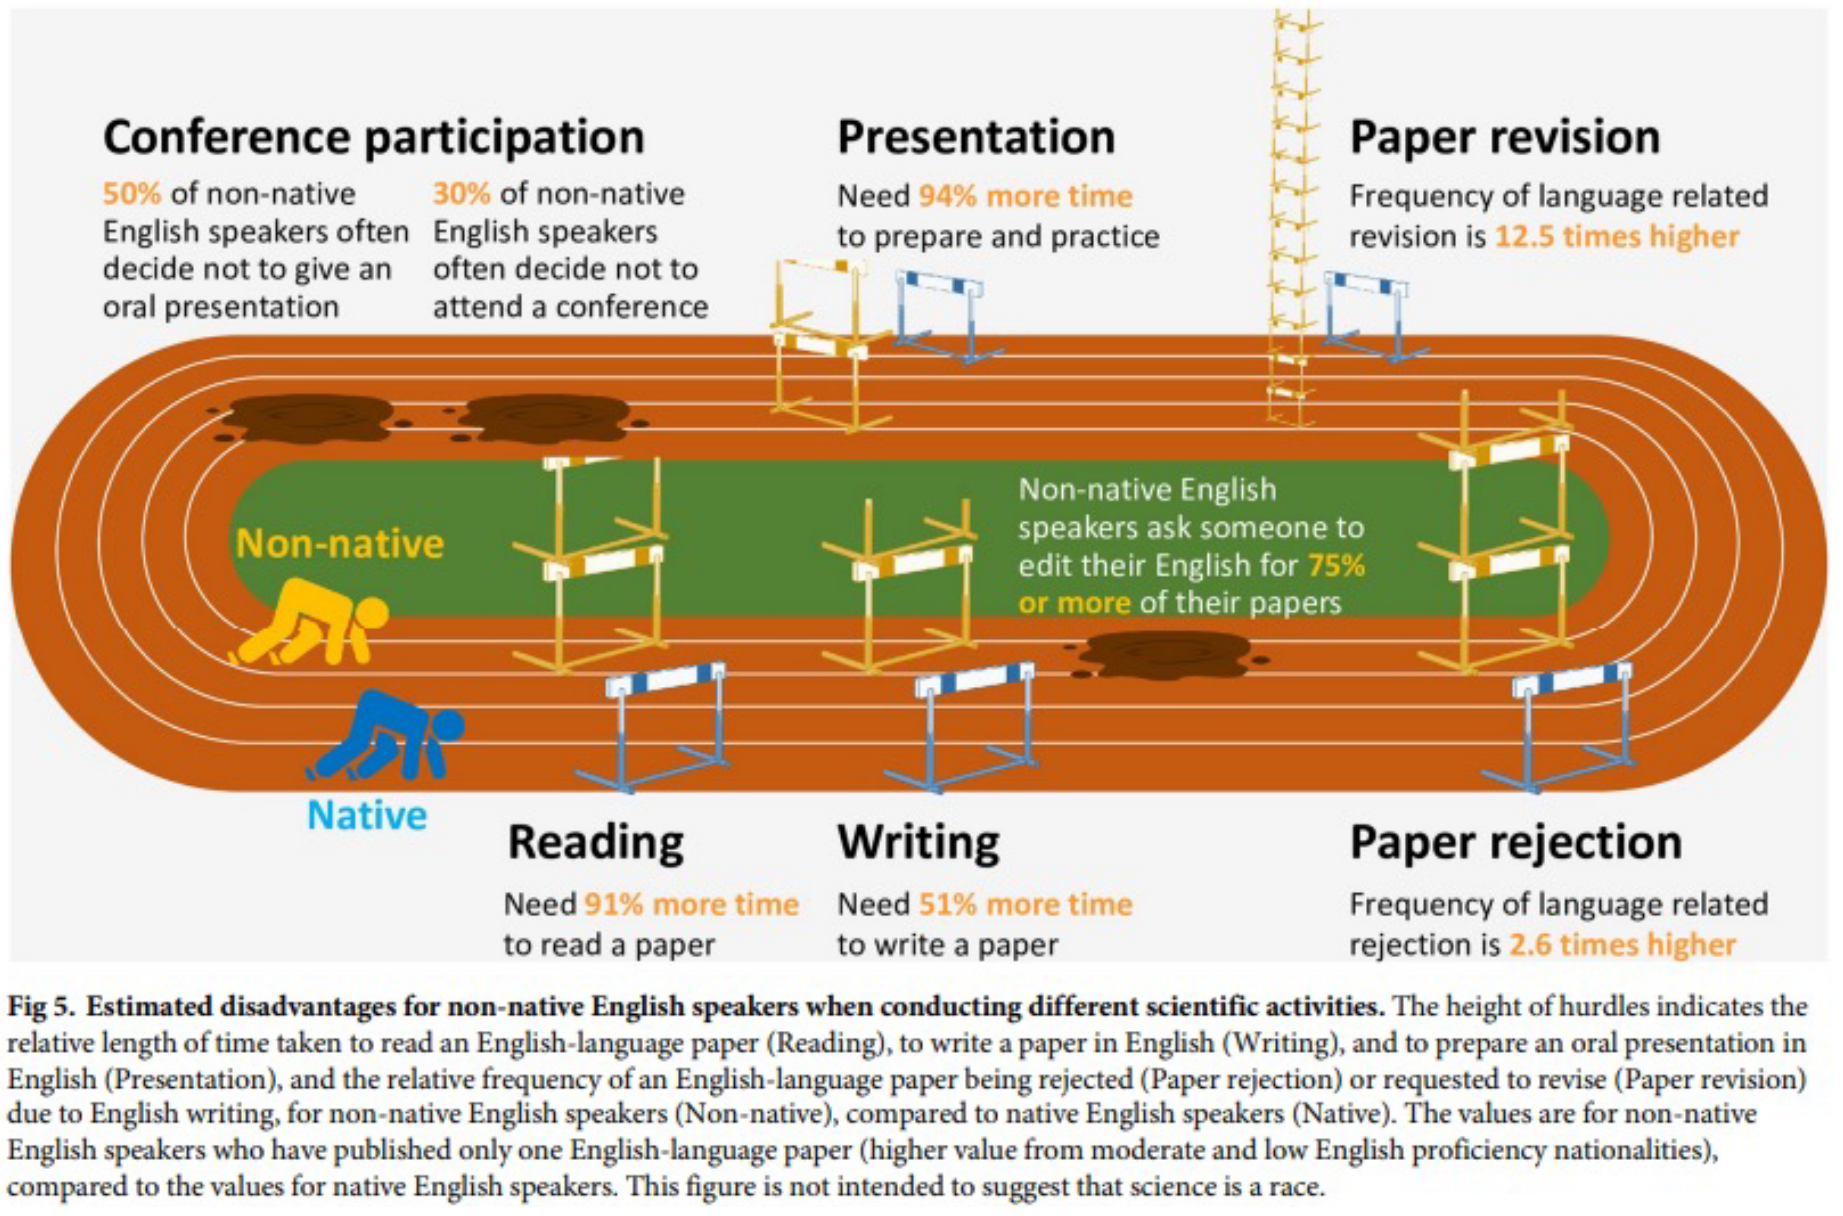 Conference participation
50% of non-native
English speakers often
decide not to give an
oral presentation
30% of non-native
English speakers
often decide not to
attend a conference
Presentation
Need 94% more time
to prepare and practice
Paper revision
Frequency of language related
revision is 12.5 times higher
Non-native
Non-native English
speakers ask someone to
edit their English for 75%
or more of their papers
Native
Reading
Need 91% more time
to read a paper
Writing
Need 51% more time
to write a paper
Paper rejection
Frequency of language related
rejection is 2.6 times higher
Fig 5. Estimated disadvantages for non-native English speakers when conducting different scientific activities. The height of hurdles indicates the
relative length of time taken to read an English-language paper (Reading), to write a paper in English (Writing), and to prepare an oral presentation in
English (Presentation), and the relative frequency of an English-language paper being rejected (Paper rejection) or requested to revise (Paper revision)
due to English writing, for non-native English speakers (Non-native), compared to native English speakers (Native). The values are for non-native
English speakers who have published only one English-language paper (higher value from moderate and low English proficiency nationalities),
compared to the values for native English speakers. This figure is not intended to suggest that science is a race.